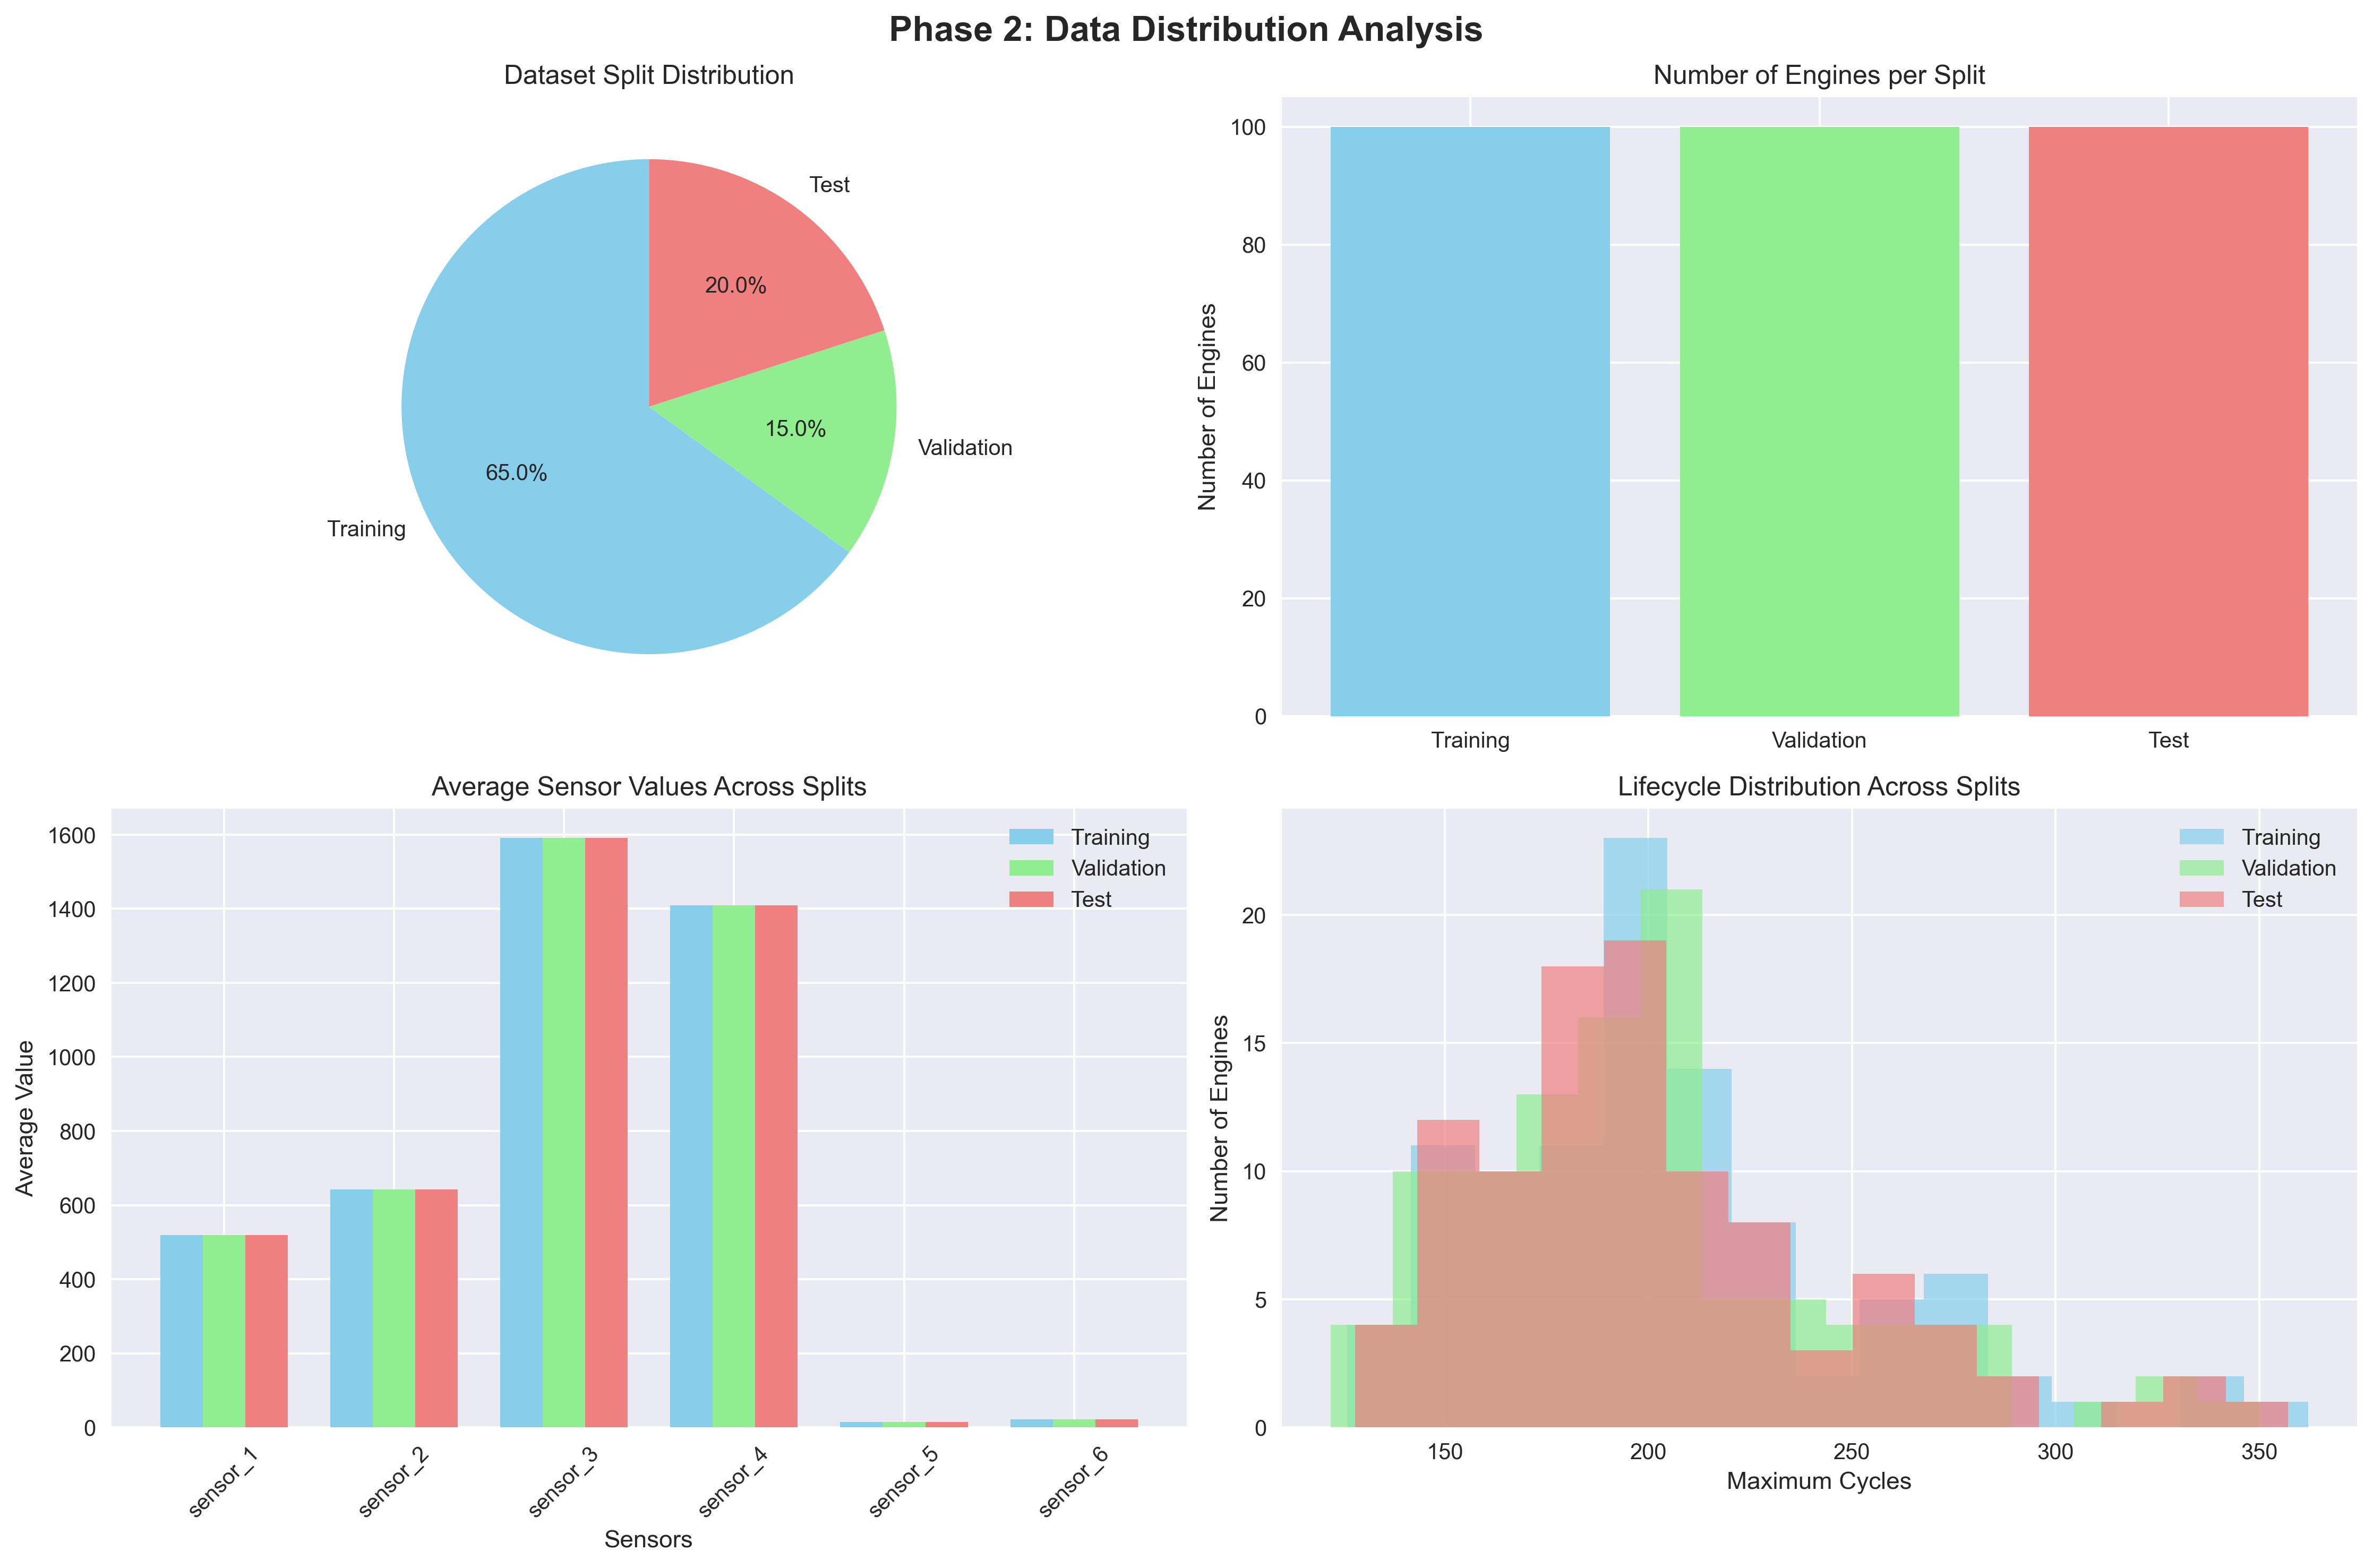 Phase 2: Data Distribution Analysis
Dataset Split Distribution
Test
20.0%
15.0%
Validation
65.0%
Training
Number of Engines per Split
Number of Engines
100
80
60
40
20
0
Training
Validation
Test
Average Sensor Values Across Splits
Average Value
1600
1400
1200
1000
800
600
400
200
0
Training
Validation
Test
sensor_1
sensor_2
sensor_3
sensor_4
sensor_5
sensor_6
Sensors
Lifecycle Distribution Across Splits
Number of Engines
20
15
10
5
0
Training
Validation
Test
150
200
250
300
350
Maximum Cycles